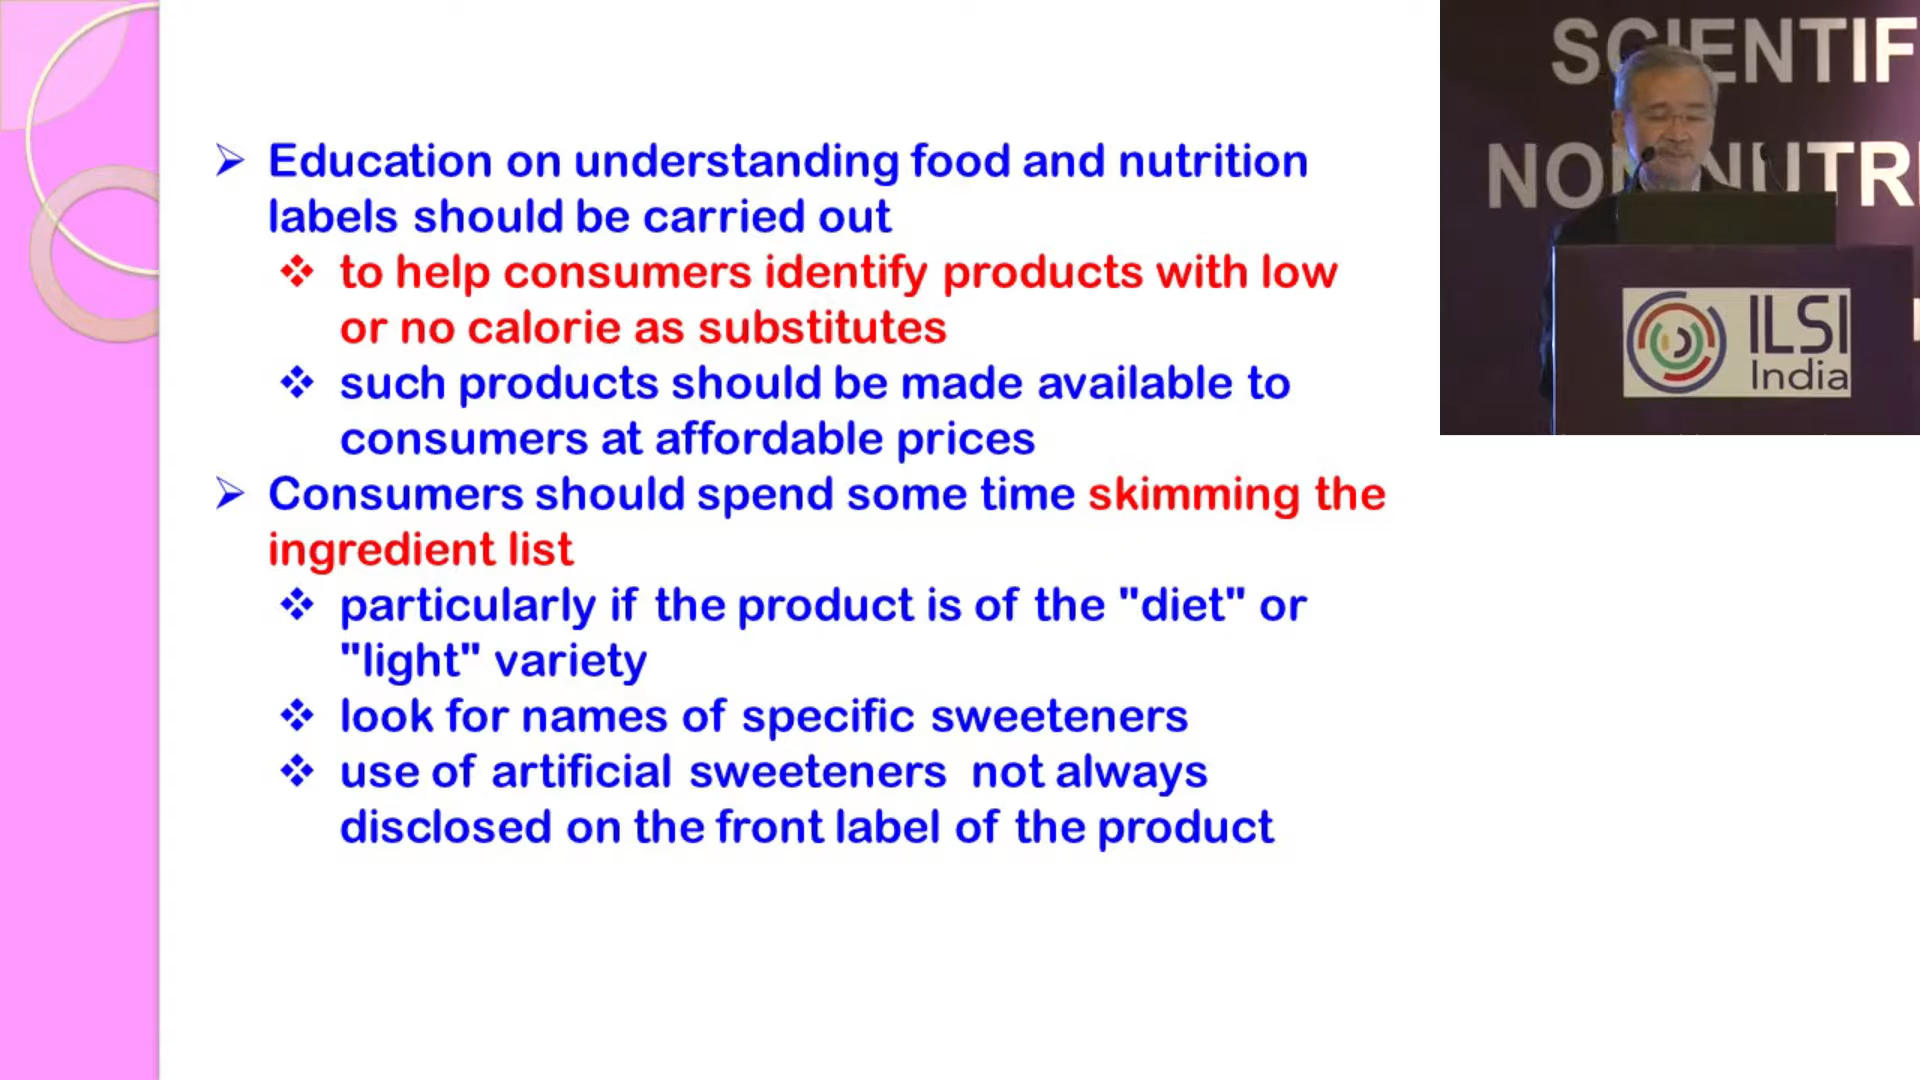 Education on understanding food and nutrition
labels should be carried out
to help consumers identify products with low
or no calorie as substitutes
such products should be made available to
consumers at affordable prices
Consumers should spend some time skimming the
ingredient list
particularly if the product is of the "diet" or
"light" variety
look for names of specific sweeteners
use of artificial sweeteners not always
disclosed on the front label of the product
SCIENTIF
NON NUTRI
ILSI
India